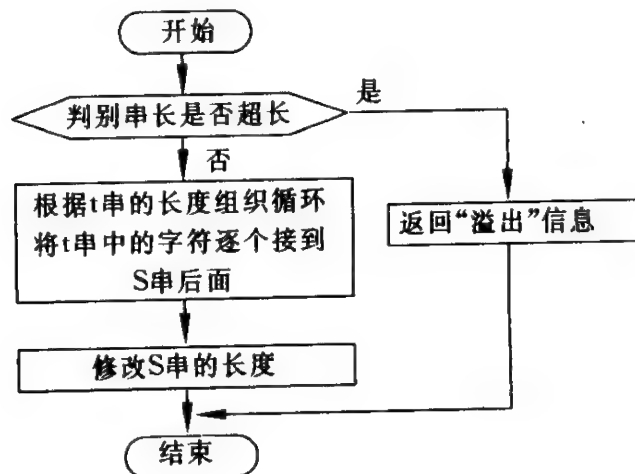 开始
判别串长是否超长
是
否
根据t串的长度组织循环
将t串中的字符逐个接到
S串后面
返回“溢出”信息
修改S串的长度
结束